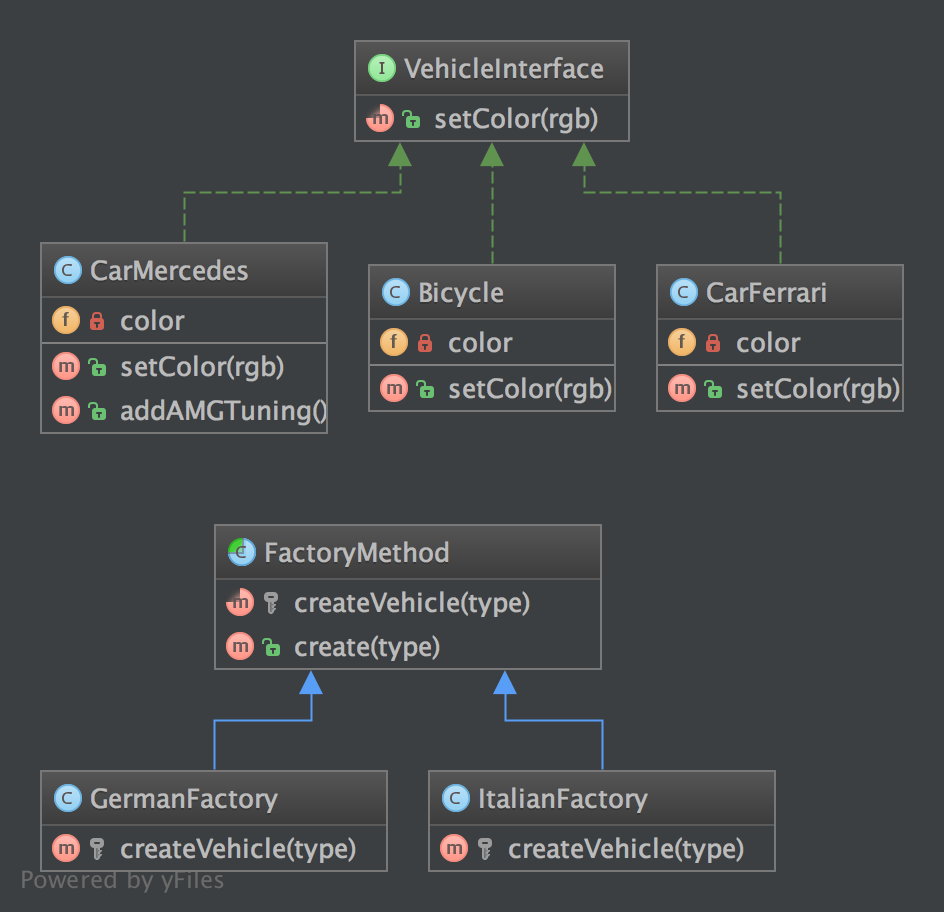 I VehicleInterface
m setColor(rgb)
C CarMercedes
f color
m setColor(rgb)
m addAMGTuning()
C Bicycle
f color
m setColor(rgb)
C CarFerrari
f color
m setColor(rgb)
C FactoryMethod
m createVehicle(type)
m create(type)
C GermanFactory
m createVehicle(type)
C ItalianFactory
m createVehicle(type)
Powered by yFiles